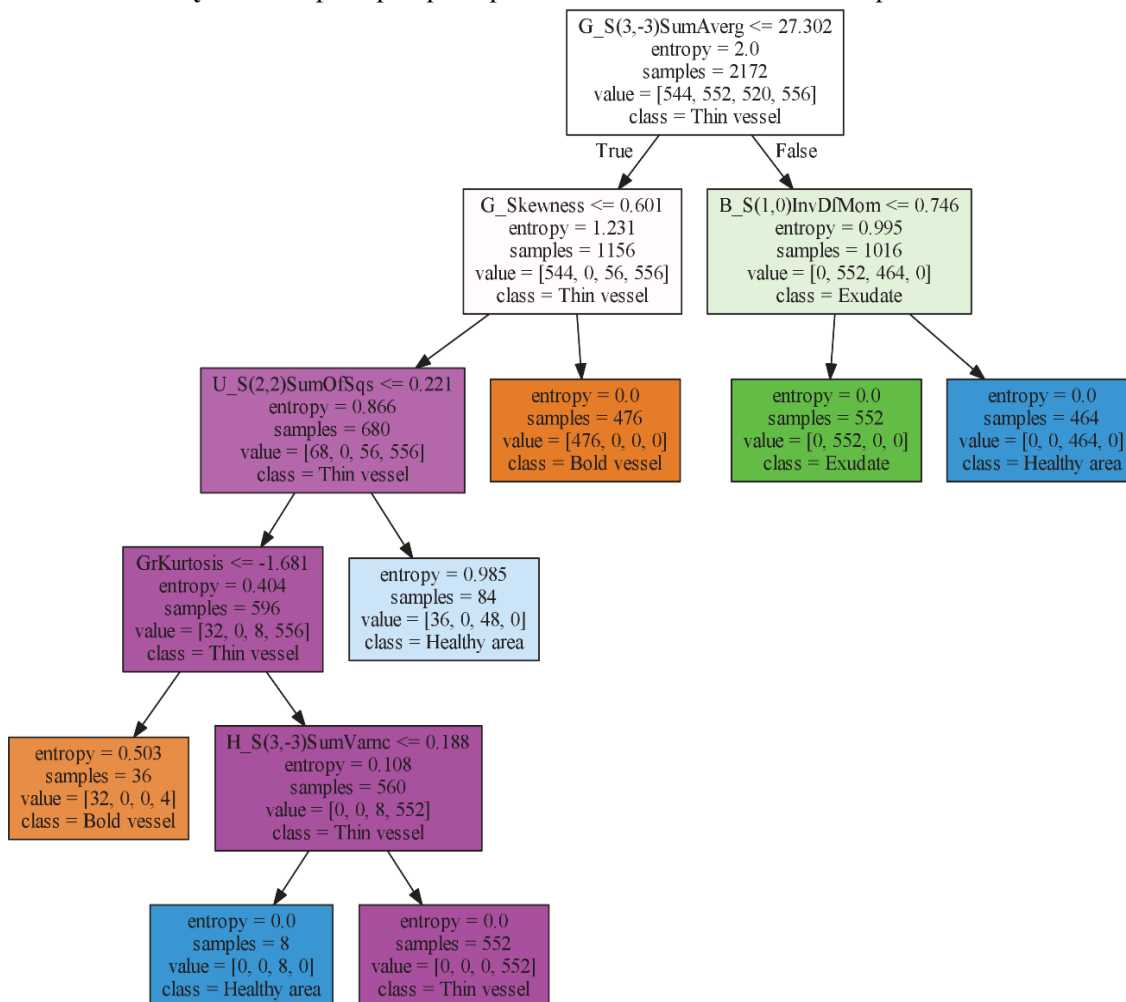 G_S(3,-3)SumAverg <= 27.302
entropy = 2.0
samples = 2172
value = [544, 552, 520, 556]
class = Thin vessel
True
False
G_Skewness <= 0.601
entropy = 1.231
samples = 1156
value = [544, 0, 56, 556]
class = Thin vessel
B_S(1,0)InvDfMom <= 0.746
entropy = 0.995
samples = 1016
value = [0, 552, 464, 0]
class = Exudate
U_S(2,2)SumOfSqs <= 0.221
entropy = 0.866
samples = 680
value = [68, 0, 56, 556]
class = Thin vessel
entropy = 0.0
samples = 476
value = [476, 0, 0, 0]
class = Bold vessel
entropy = 0.0
samples = 552
value = [0, 552, 0, 0]
class = Exudate
entropy = 0.0
samples = 464
value = [0, 0, 464, 0]
class = Healthy area
GrKurtosis <= -1.681
entropy = 0.404
samples = 596
value = [32, 0, 8, 556]
class = Thin vessel
entropy = 0.985
samples = 84
value = [36, 0, 48, 0]
class = Healthy area
entropy = 0.503
samples = 36
value = [32, 0, 0, 4]
class = Bold vessel
H_S(3,-3)SumVarnc <= 0.188
entropy = 0.108
samples = 560
value = [0, 0, 8, 552]
class = Thin vessel
entropy = 0.0
samples = 8
value = [0, 0, 8, 0]
class = Healthy area
entropy = 0.0
samples = 552
value = [0, 0, 0, 552]
class = Thin vessel